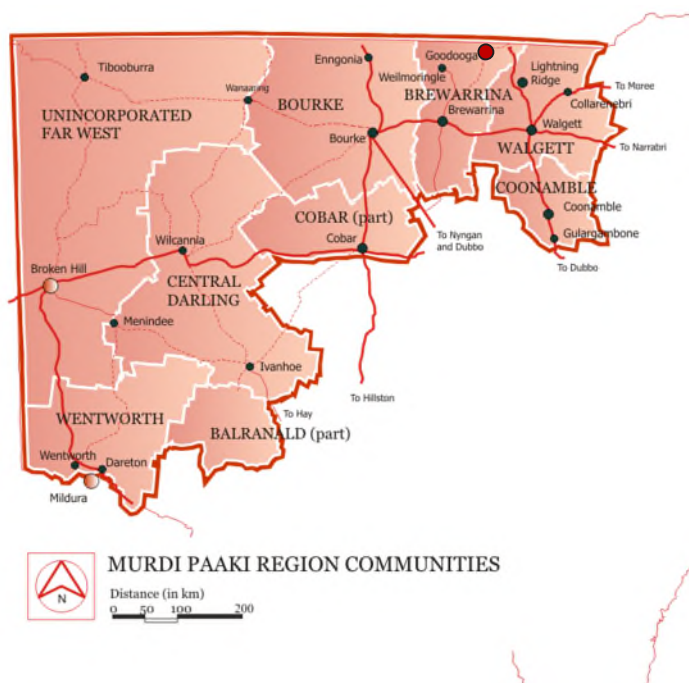 Tibooburra
Enngonia
Goodooga
Weilmoringle
Lightning
Ridge
To Moree
Wanaaring
BOURKE
BREWARRINA
Collarenebri
UNINCORPORATED
FAR WEST
Brewarrina
Walgett
Bourke
WALGETT
To Narrabri
COONAMBLE
Coonamble
COBAR (part)
To Nyngan
and Dubbo
Gulargambone
Cobar
To Dubbo
Wilcannia
Broken Hill
CENTRAL
DARLING
Menindee
Ivanhoe
To Hillston
To Hay
WENTWORTH
BALRANALD (part)
Wentworth
Dareton
Mildura
MURDI PAAKI REGION COMMUNITIES
Distance (in km)
0 50 100 200
N